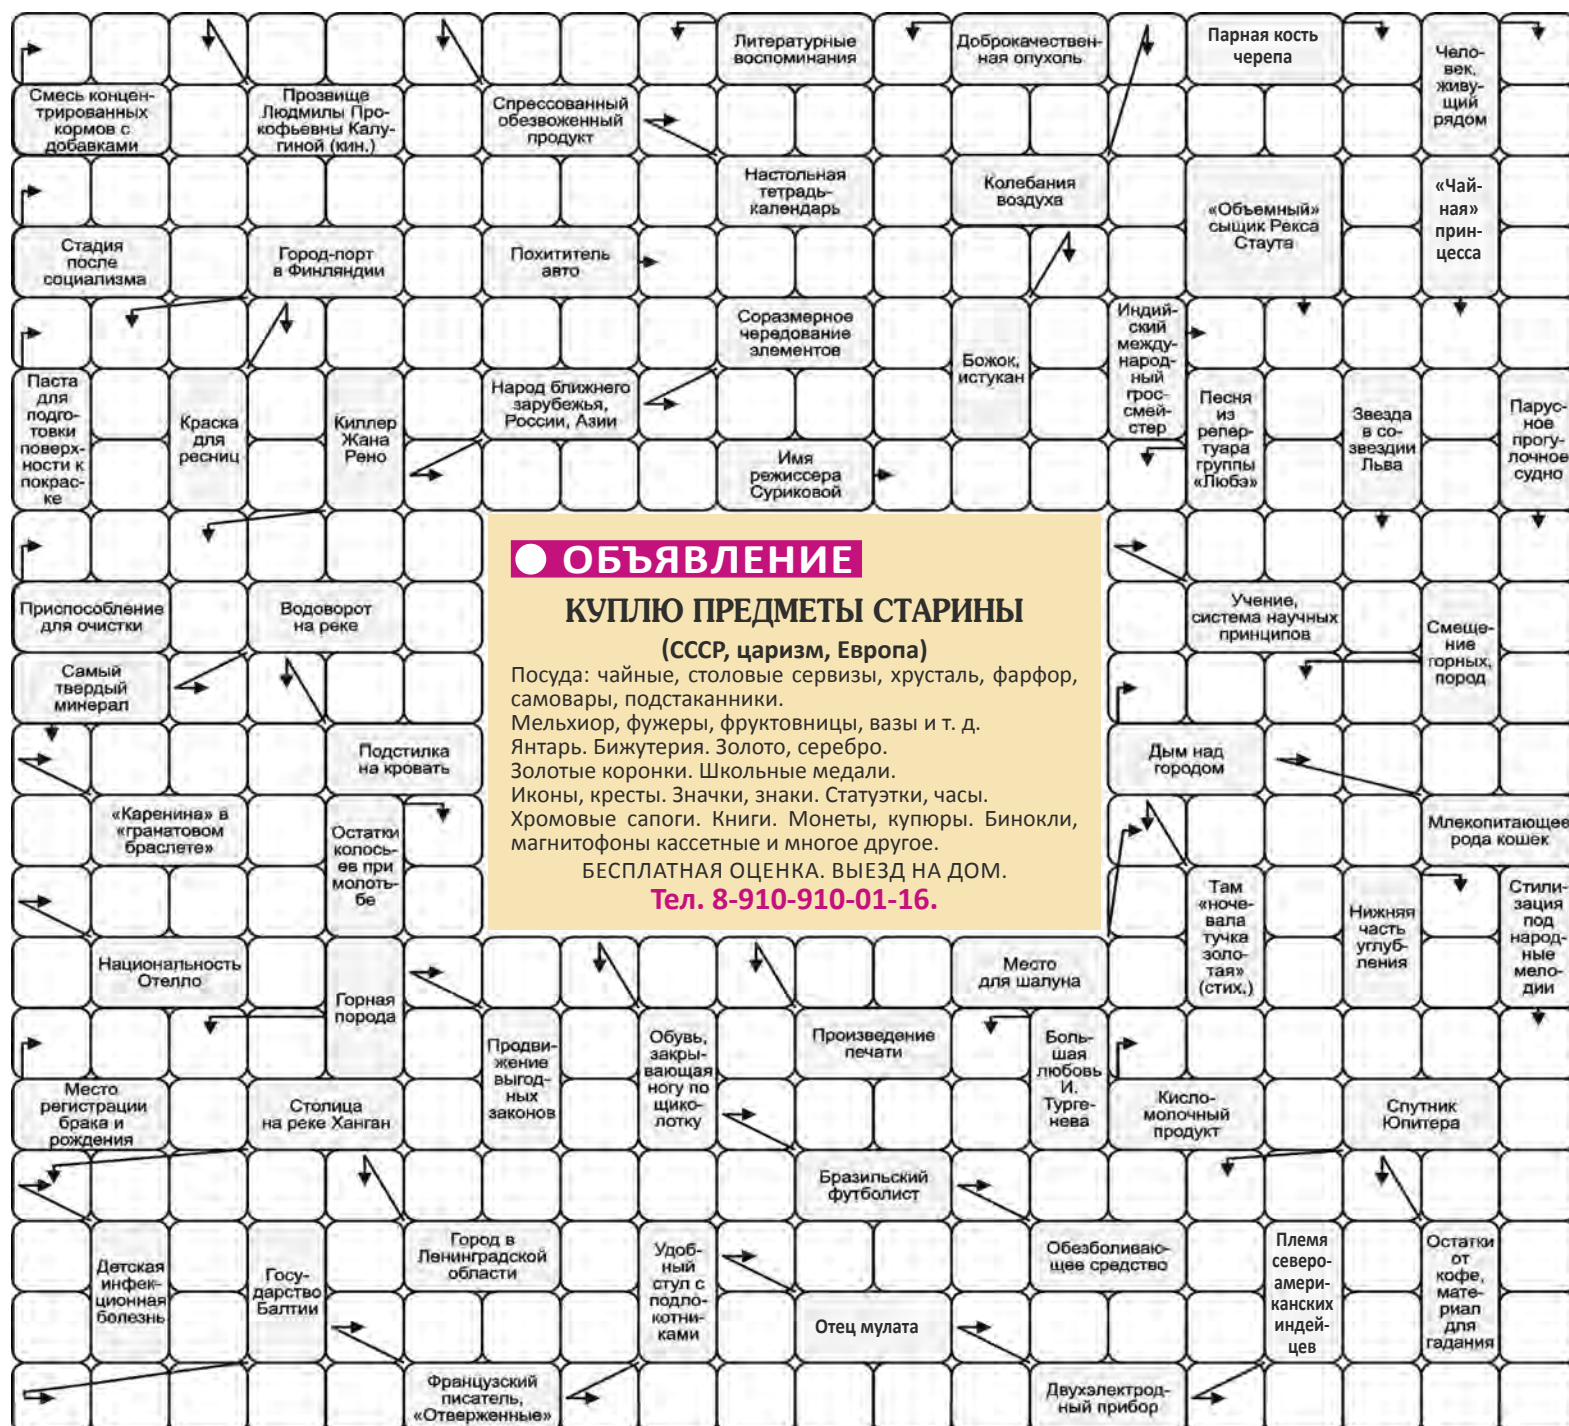 Литературные
воспоминания
Доброкачествен-
ная опухоль
Парная кость
черепа
Чело-
век,
живу-
щий
рядом
Смесь концен-
трированных
кормов с
добавками
Прозвище
Людмилы Про-
кофьевны Калу-
гиной (кин.)
Спрессованный
обезвоженный
продукт
Настольная
тетрадь-
календарь
Колебания
воздуха
«Объемный»
сыщик Рекса
Стаута
«Чай-
ная»
прин-
цесса
Стадия
после
социализма
Город-порт
в Финляндии
Похититель
авто
Соразмерное
чередование
элементов
Божок,
истукан
Индий-
ский
между-
народ-
ный
грос-
смей-
стер
Паста
для
подго-
товки
поверх-
ности к
покрас-
ке
Краска
для
ресниц
Киллер
Жана
Рено
Народ ближнего
зарубежья,
России, Азии
Песня
из
репер-
туара
группы
«Любэ»
Звезда
в со-
звездии
Льва
Парус-
ное
прогу-
лочное
судно
Имя
режиссера
Суриковой
ОБЪЯВЛЕНИЕ
КУПЛЮ ПРЕДМЕТЫ СТАРИНЫ
(СССР, царизм, Европа)
Посуда: чайные, столовые сервизы, хрусталь, фарфор,
самовары, подстаканники.
Мельхиор, фужеры, фруктовницы, вазы и т. д.
Янтарь. Бижутерия. Золото, серебро.
Золотые коронки. Школьные медали.
Иконы, кресты. Значки, знаки. Статуэтки, часы.
Хромовые сапоги. Книги. Монеты, купюры. Бинокли,
магнитофоны кассетные и многое другое.
БЕСПЛАТНАЯ ОЦЕНКА. ВЫЕЗД НА ДОМ.
Тел. 8-910-910-01-16.
Приспособление
для очистки
Водоворот
на реке
Учение,
система научных
принципов
Смеще-
ние
горных,
пород
Самый
твердый
минерал
Подстилка
на кровать
Дым над
городом
«Каренина» в
«гранатовом
браслете»
Остатки
колось-
ев при
молоть-
бе
Млекопитающее
рода кошек
Там
«ноче-
вала
тучка
золо-
тая»
(стих.)
Нижняя
часть
углуб-
ления
Стили-
зация
под
народ-
ные
мело-
дии
Национальность
Отелло
Горная
порода
Место
для шалуна
Продви-
жение
выгод-
ных
законов
Обувь,
закры-
вающая
ногу по
щико-
лотку
Произведение
печати
Боль-
шая
любовь
И.
Турге-
нева
Место
регистрации
брака и
рождения
Столица
на реке Ханган
Кисло-
молочный
продукт
Спутник
Юпитера
Бразильский
футболист
Детская
инфек-
ционная
болезнь
Госу-
дарство
Балтии
Город в
Ленинградской
области
Удоб-
ный
стул с
подло-
котни-
ками
Обезболиваю-
щее средство
Племя
северо-
амери-
канских
индей-
цев
Остатки
от
кофе,
мате-
риал
для
гадания
Отец мулата
Французский
писатель,
«Отверженные»
Двухэлектрод-
ный прибор